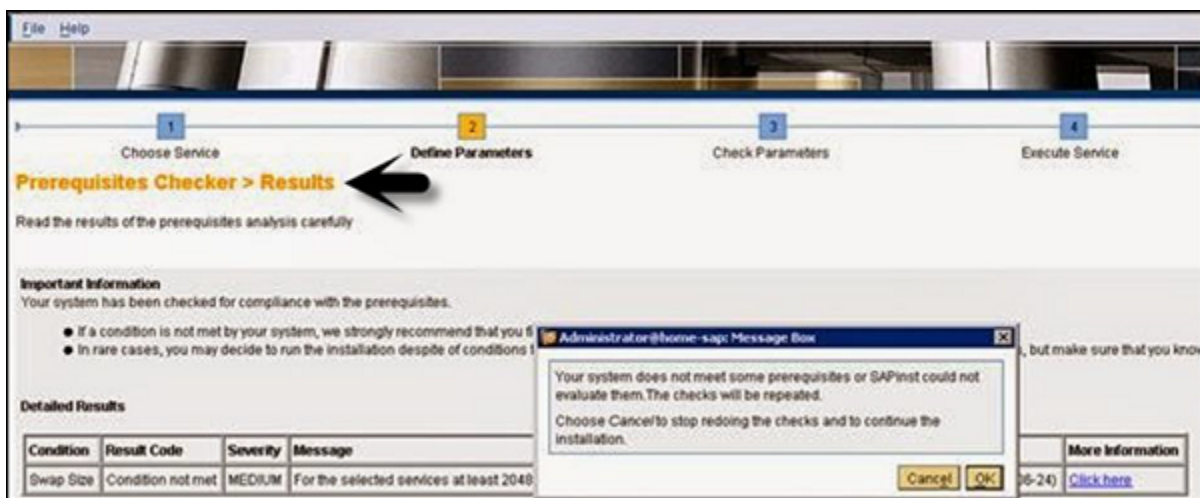 File Help
1 2 3 4
Choose Service Define Parameters Check Parameters Execute Service
Prerequisites Checker > Results
Read the results of the prerequisites analysis carefully
Important Information
Your system has been checked for compliance with the prerequisites.
● If a condition is not met by your system, we strongly recommend that you
● In rare cases, you may decide to run the installation despite of conditions , but make sure that you know
Administrator@home-sap: Message Box
Your system does not meet some prerequisites or SAPinst could not
evaluate them.The checks will be repeated.
Choose Cancel to stop redoing the checks and to continue the
installation.
Cancel OK
Detailed Results
Condition Result Code Severity Message More Information
Swap Size Condition not met MEDIUM For the selected services at least 2048 06-24) Click here